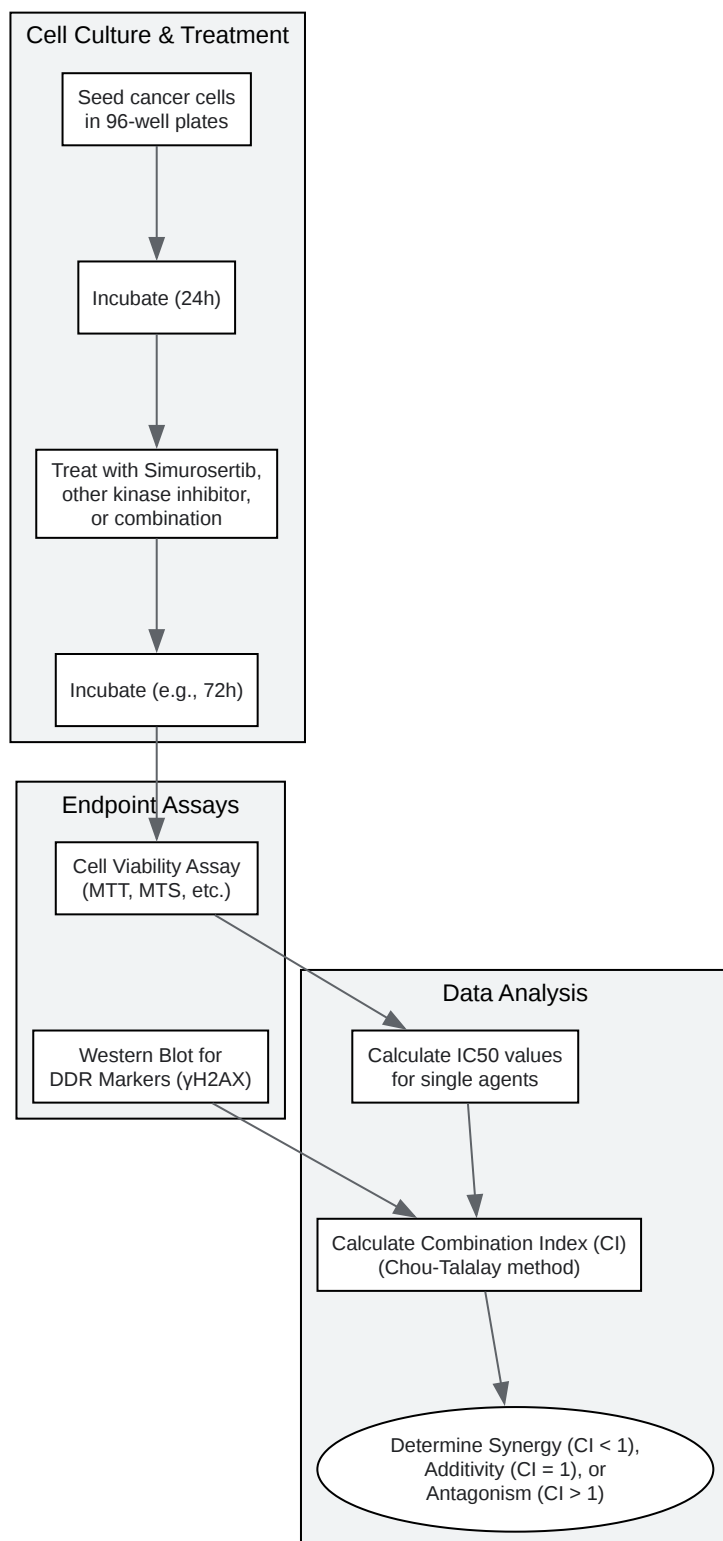 Cell Culture & Treatment
Seed cancer cells
in 96-well plates
Incubate (24h)
Treat with Simurosertib,
other kinase inhibitor,
or combination
Incubate (e.g., 72h)
Endpoint Assays
Cell Viability Assay
(MTT, MTS, etc.)
Western Blot for
DDR Markers (γH2AX)
Data Analysis
Calculate IC50 values
for single agents
Calculate Combination Index (CI)
(Chou-Talalay method)
Determine Synergy (CI < 1),
Additivity (CI = 1), or
Antagonism (CI > 1)